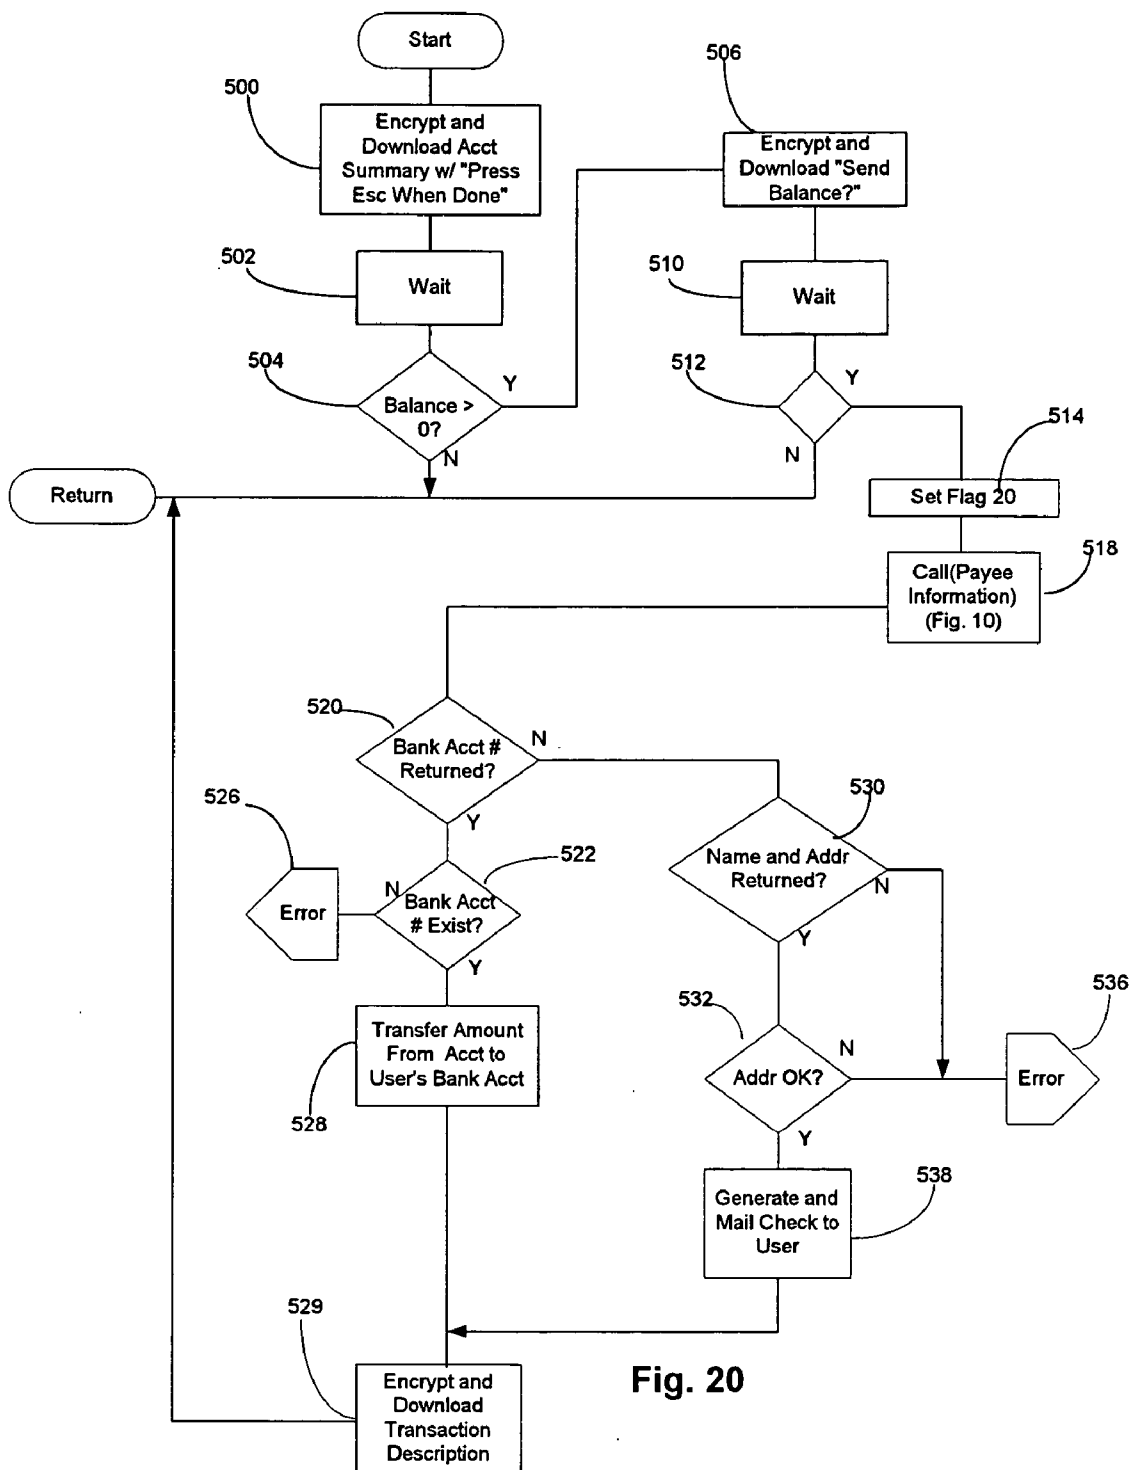 Start
500
Encrypt and
Download Acct
Summary w/ "Press
Esc When Done"
502
Wait
504
Balance >
0?
Y
N
506
Encrypt and
Download "Send
Balance?"
510
Wait
512
Y
N
514
Set Flag 20
Return
518
Call(Payee
Information)
(Fig. 10)
520
Bank Acct #
Returned?
N
Y
526
Error
522
N
Bank Acct
# Exist?
Y
530
Name and Addr
Returned?
N
Y
528
Transfer Amount
From Acct to
User's Bank Acct
532
Addr OK?
N
Y
536
Error
538
Generate and
Mail Check to
User
529
Encrypt and
Download
Transaction
Description
Fig. 20